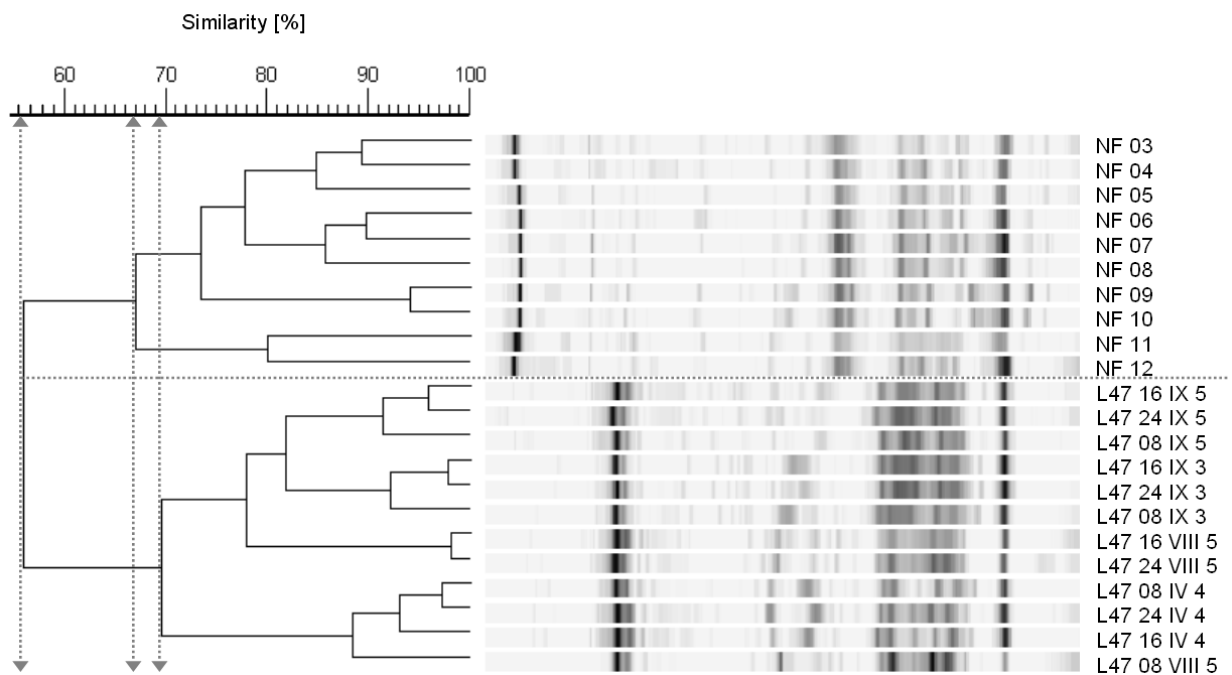 Similarity [%]
60 70 80 90 100
NF 03
NF 04
NF 05
NF 06
NF 07
NF 08
NF 09
NF 10
NF 11
NF 12
L47 16 IX 5
L47 24 IX 5
L47 08 IX 5
L47 16 IX 3
L47 24 IX 3
L47 08 IX 3
L47 16 VIII 5
L47 24 VIII 5
L47 08 IV 4
L47 24 IV 4
L47 16 IV 4
L47 08 VIII 5